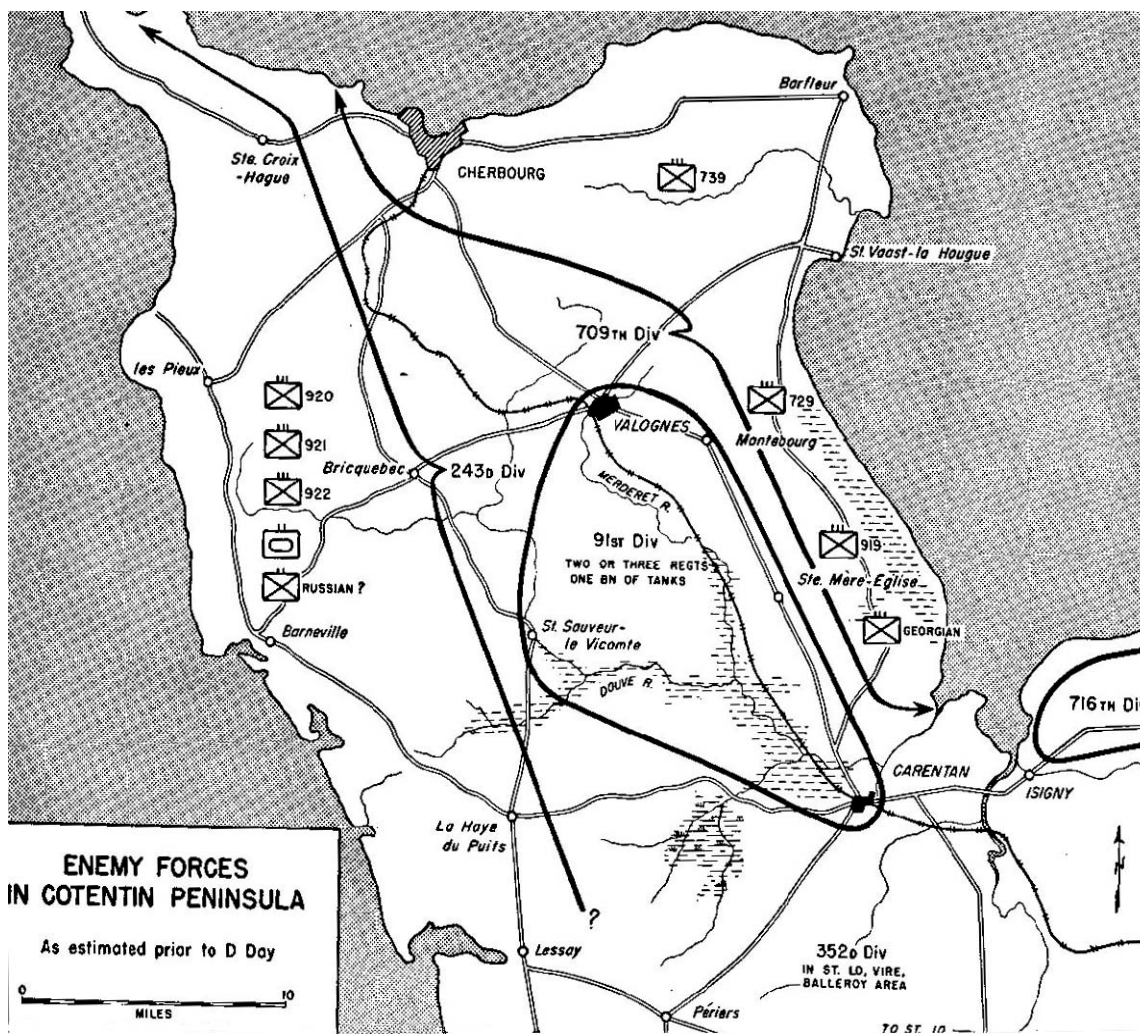 Barfleur
Ste. Croix
-Hague
CHERBOURG
739
St. Vaast-la Hougue
709TH Div
les Pieux
920
729
VALOGNES
921
Montebourg
Bricquebec
243D Div
922
MERDERET R.
91ST Div
TWO OR THREE REGTS
ONE BN OF TANKS
919
RUSSIAN ?
Ste. Mère-Eglise
Barneville
St. Sauveur-
le Vicomte
GEORGIAN
DOUVE R.
716TH Div
CARENTAN
ISIGNY
La Haye
du Puits
ENEMY FORCES
IN COTENTIN PENINSULA
As estimated prior to D Day
0 10
MILES
?
Lessay
352D Div
IN ST. LO, VIRE,
BALLEROY AREA
N
Périers
TO ST. LO